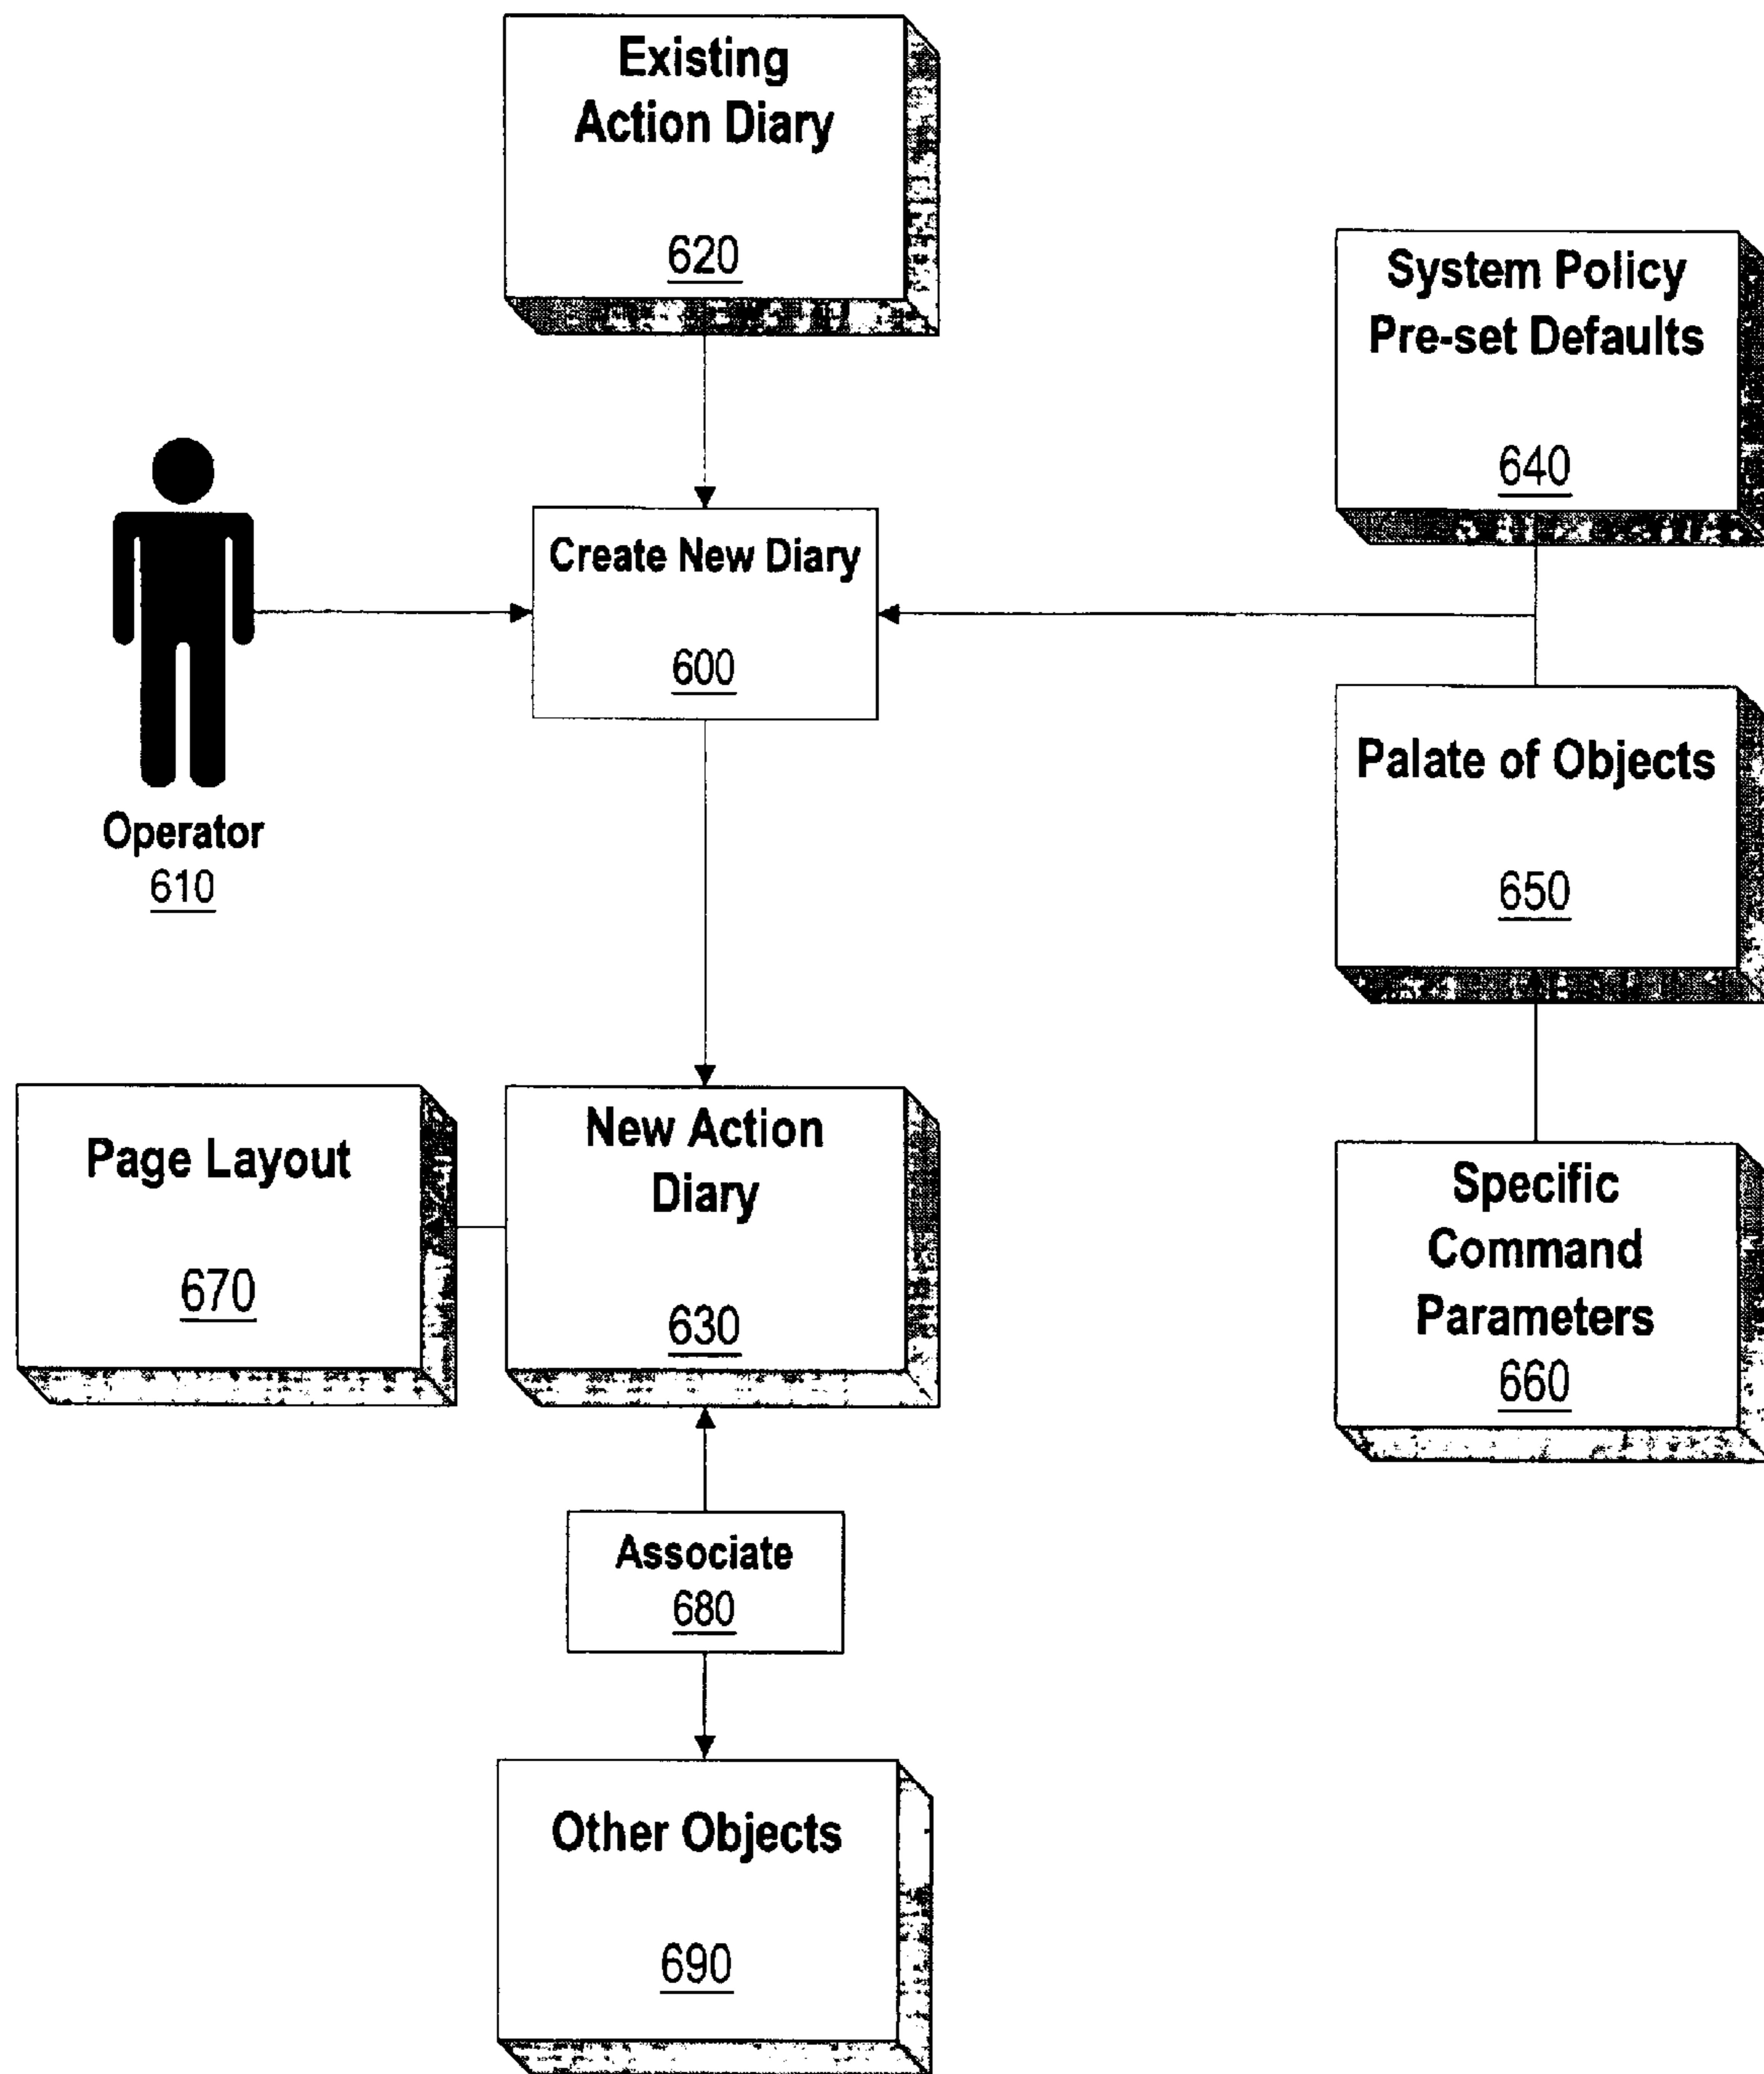 Existing
Action Diary
620
System Policy
Pre-set Defaults
640
Create New Diary
600
Operator
610
Palate of Objects
650
Page Layout
670
New Action
Diary
630
Specific
Command
Parameters
660
Associate
680
Other Objects
690